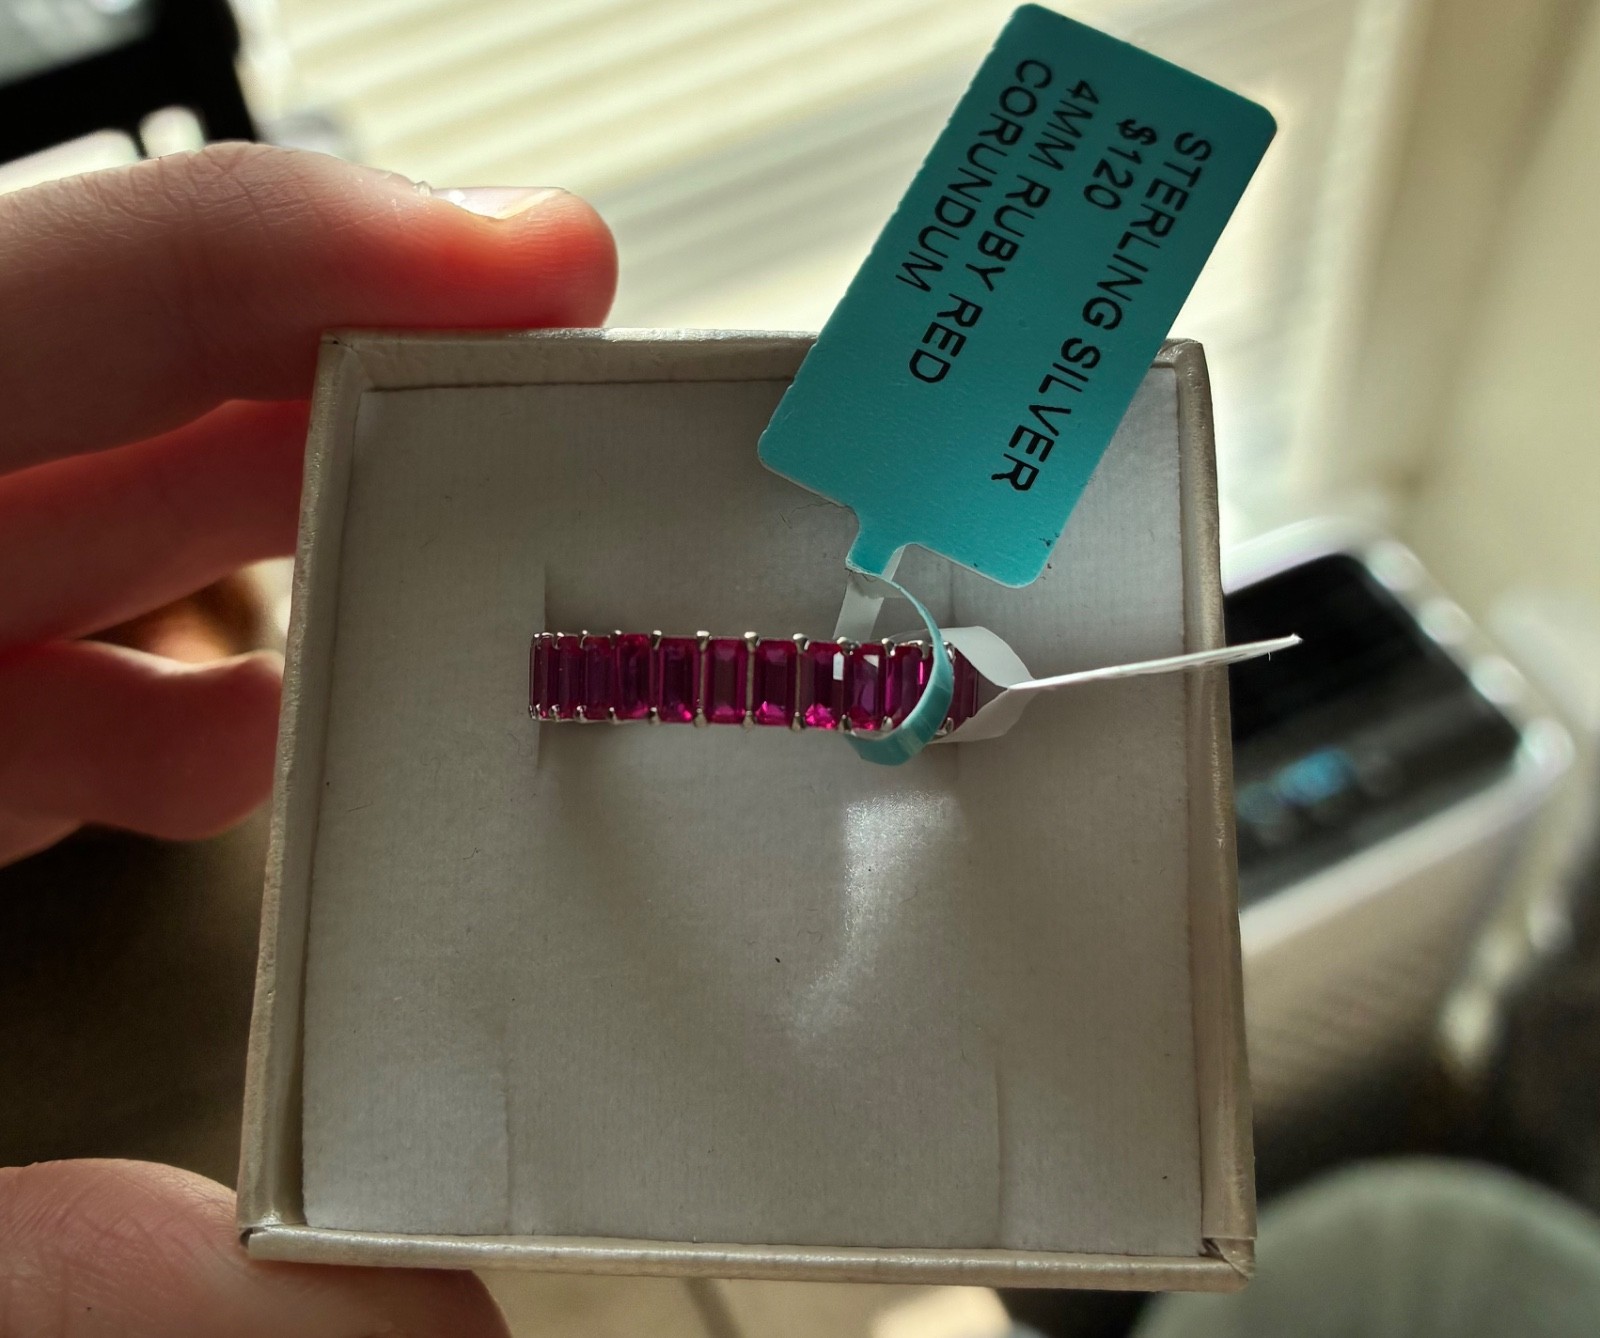 STERLING SILVER
$120
4MM RUBY RED
CORUNDUM